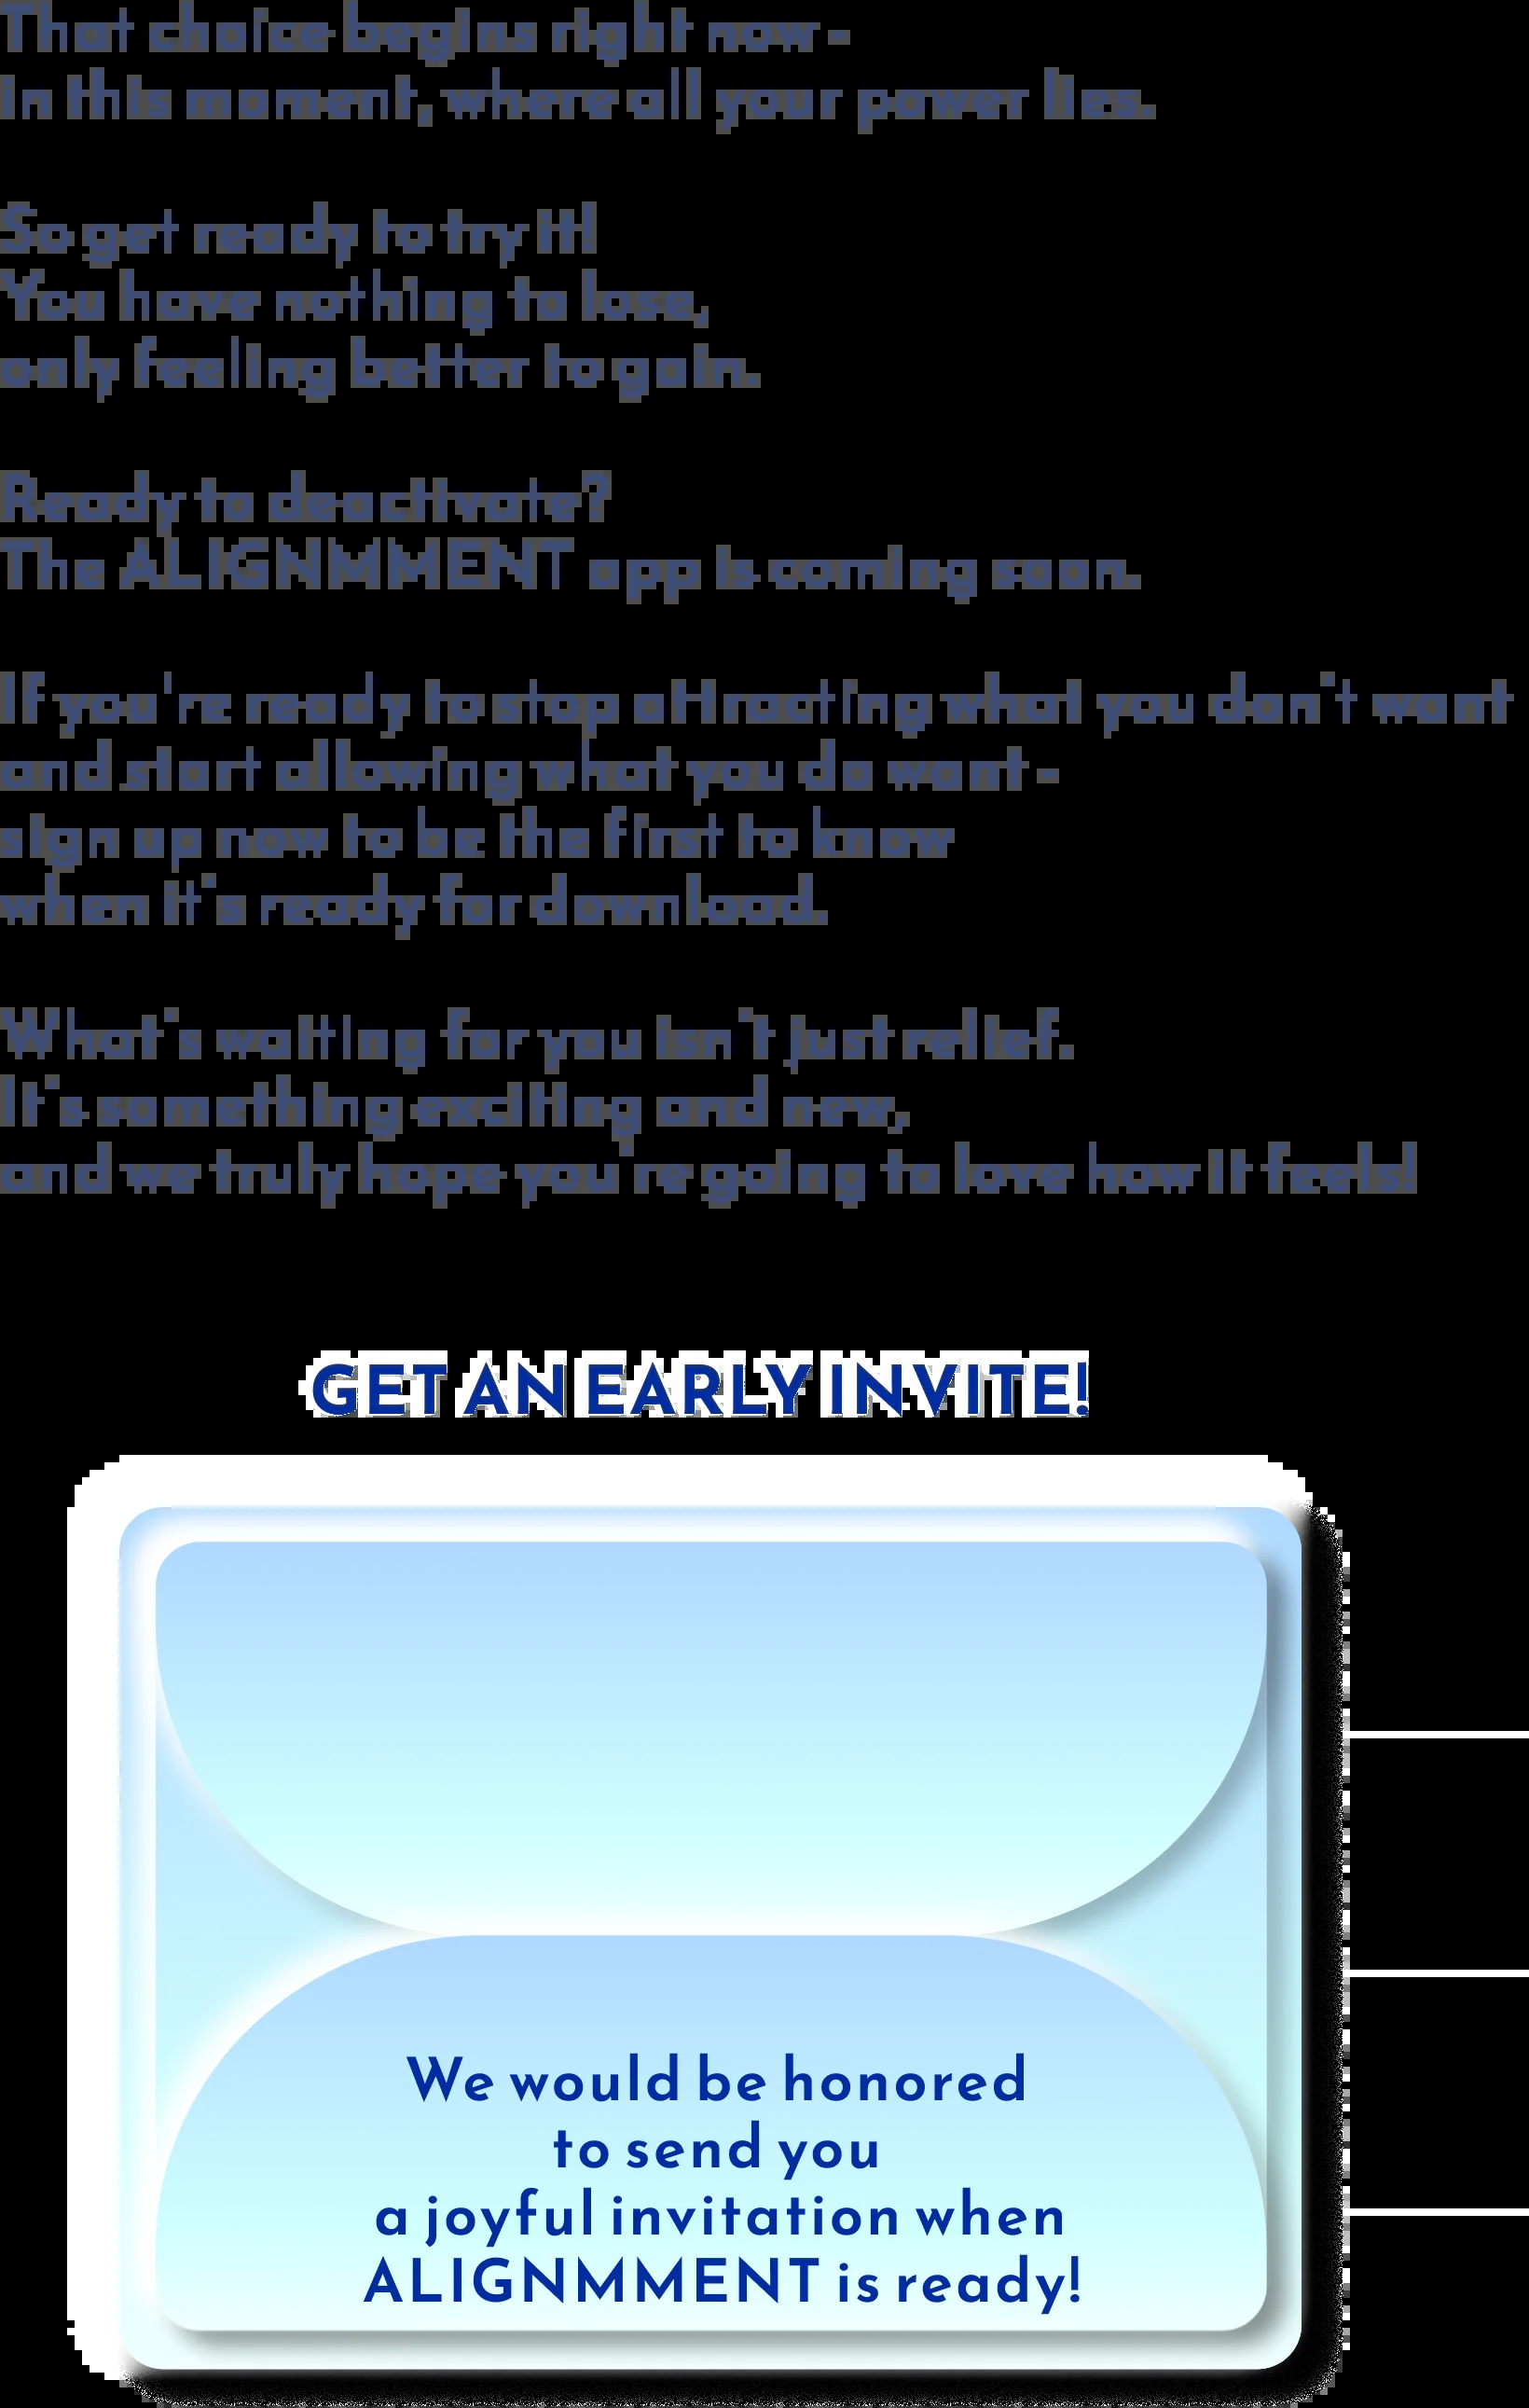 That choice begins right now -
in this moment, where all your power lies.
So get ready to try it!
You have nothing to lose,
only feeling better to gain.
Ready to deactivate?
The ALIGNMMENT app is coming soon.
If you're ready to stop attracting what you don't want
and start allowing what you do want -
sign up now to be the first to know
when it's ready for download.
What's waiting for you isn't just relief.
It's something exciting and new,
and we truly hope you're going to love how it feels!
GET AN EARLY INVITE!
We would be honored
to send you
a joyful invitation when
ALIGNMMENT is ready!